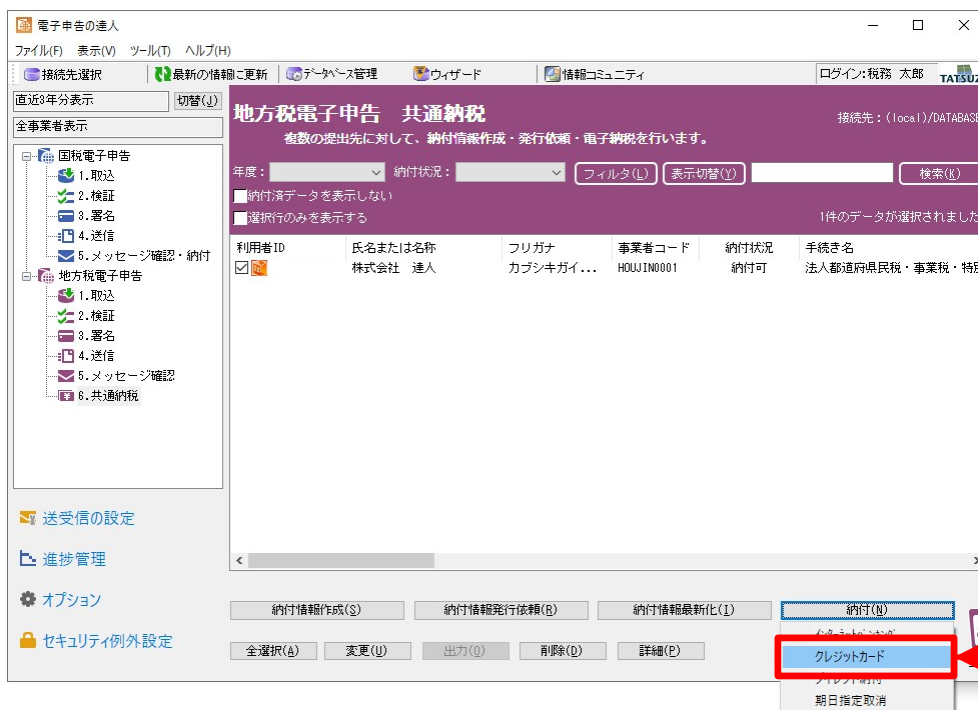 電子申告の達人
ファイル(F) 表示(V) ツール(T) ヘルプ(H)
接続先選択 最新の情報に更新 データベース管理 ウィザード 情報コミュニティ ログイン:税務 太郎
直近3年分表示 切替(J)
全事業者表示
地方税電子申告 共通納税
接続先：(local)/DATABASE
複数の提出先に対して、納付情報作成・発行依頼・電子納税を行います。
年度： 納付状況： フィルタ(L) 表示切替(Y) 検索(K)
納付済データを表示しない
選択行のみを表示する
1件のデータが選択されました
利用者ID 氏名または名称 フリガナ 事業者コード 納付状況 手続き名
株式会社 達人 カブシキガイ... HOUJIN0001 納付可 法人都道府県民税・事業税・特別
国税電子申告
1.取込
2.検証
3.署名
4.送信
5.メッセージ確認・納付
地方税電子申告
1.取込
2.検証
3.署名
4.送信
5.メッセージ確認
6.共通納税
送受信の設定
進捗管理
オプション
セキュリティ例外設定
納付情報作成(S) 納付情報発行依頼(R) 納付情報最新化(I) 納付(N)
全選択(A) 変更(U) 出力(O) 削除(D) 詳細(P)
クレジットカード
ダイレクト納付
期日指定取消